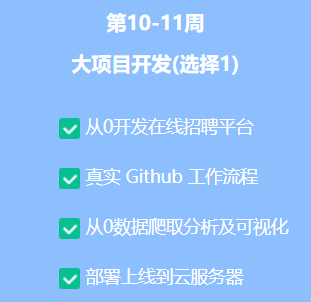 第10-11周
大项目开发(选择1)
从0开发在线招聘平台
真实 Github 工作流程
从0数据爬取分析及可视化
部署上线到云服务器